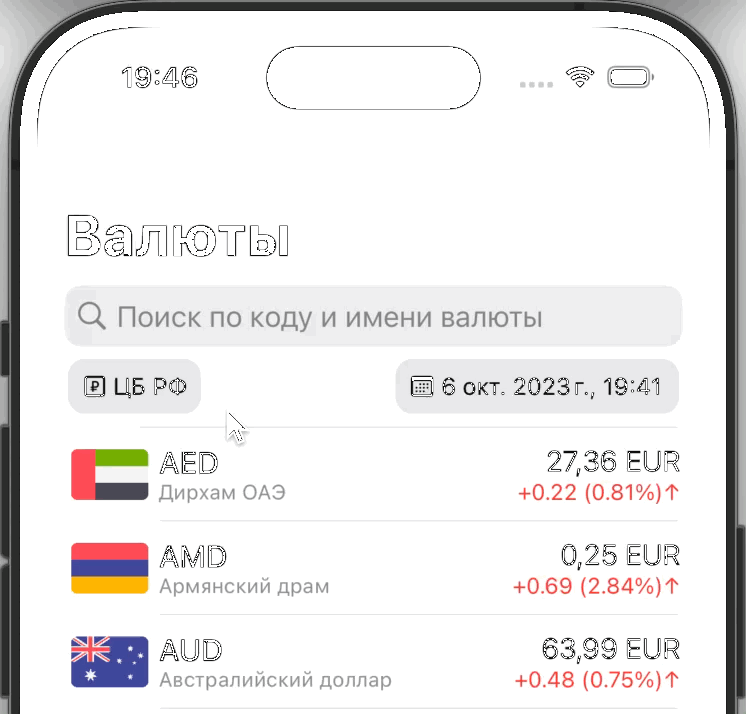 19:46
Валюты
Поиск по коду и имени валюты
ЦБ РФ
6 окт. 2023 г., 19:41
AED
27,36 EUR
Дирхам ОАЭ
+0.22 (0.81%)↑
AMD
0,25 EUR
Армянский драм
+0.69 (2.84%)↑
AUD
63,99 EUR
Австралийский доллар
+0.48 (0.75%)↑